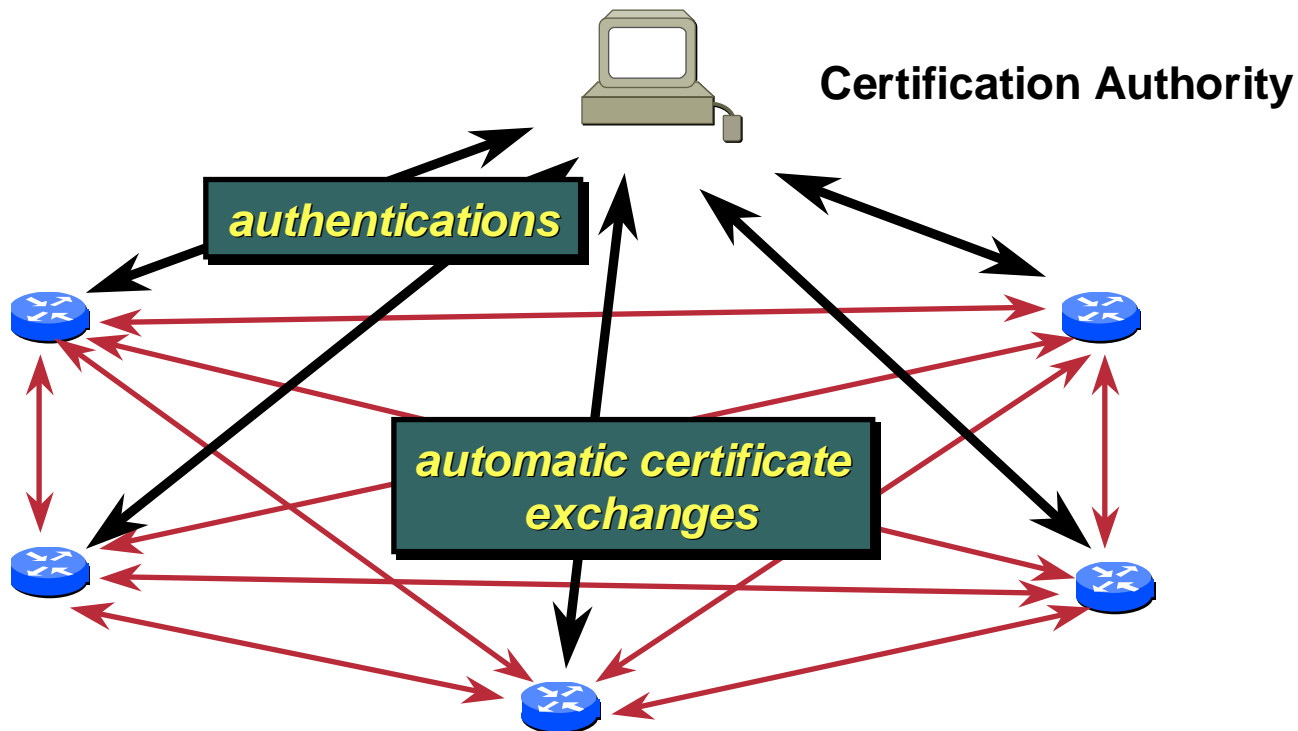 Certification Authority
authentications
automatic certificate
exchanges